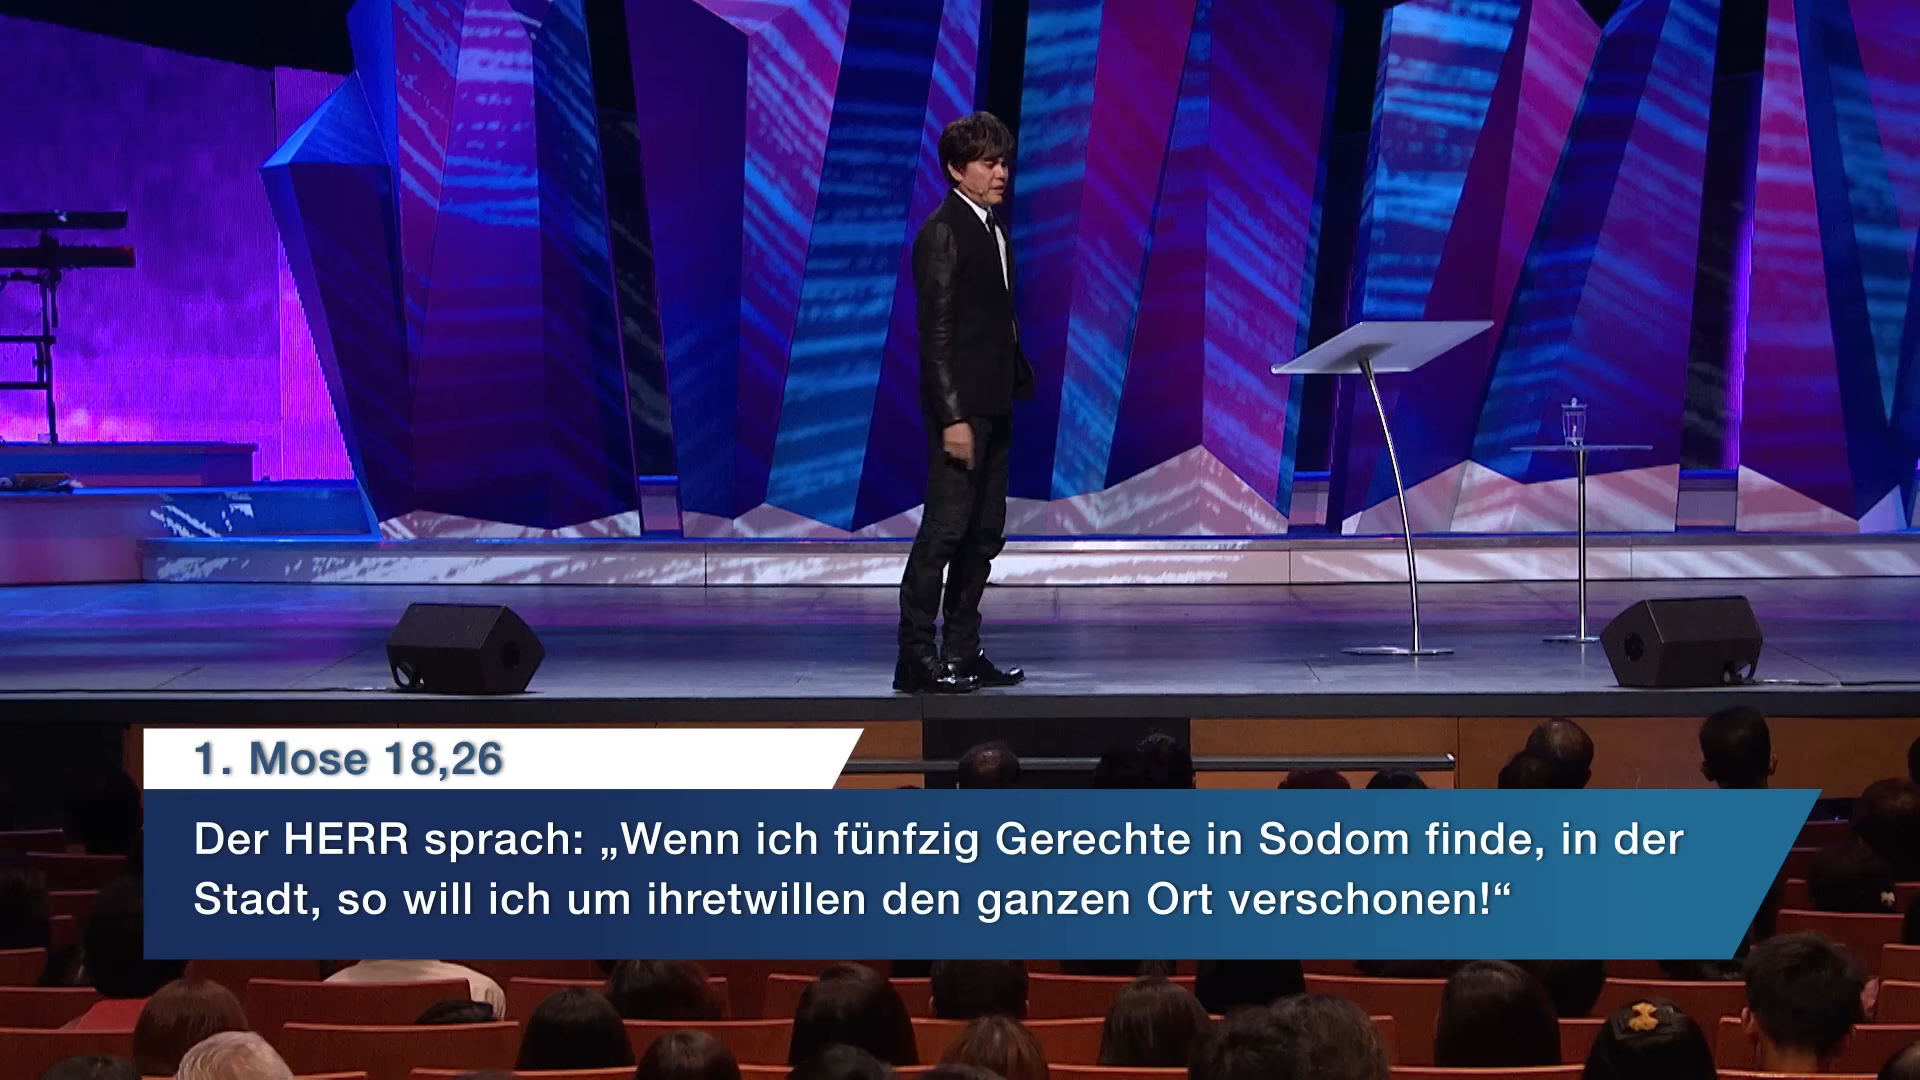 1. Mose 18,26
Der HERR sprach: „Wenn ich fünfzig Gerechte in Sodom finde, in der
Stadt, so will ich um ihretwillen den ganzen Ort verschonen!“